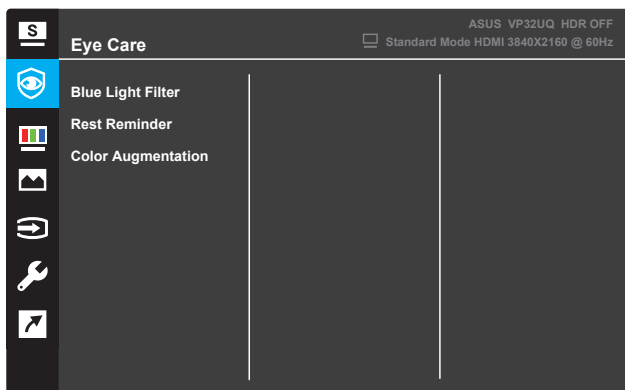 S
ASUS VP32UQ HDR OFF
Eye Care
Standard Mode HDMI 3840X2160 @ 60Hz
Blue Light Filter
Rest Reminder
Color Augmentation